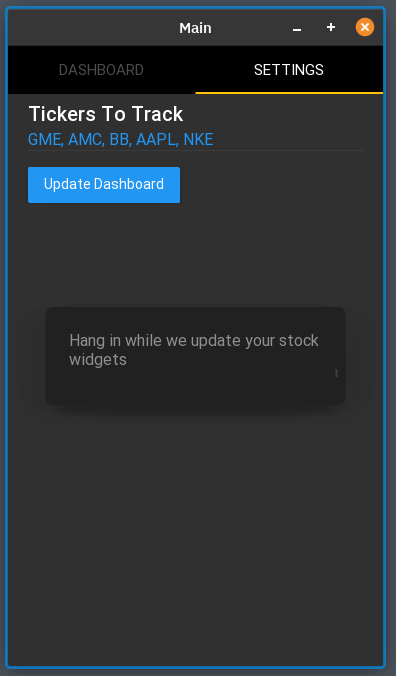 Main
DASHBOARD
SETTINGS
Tickers To Track
GME, AMC, BB, AAPL, NKE
Update Dashboard
Hang in while we update your stock
widgets